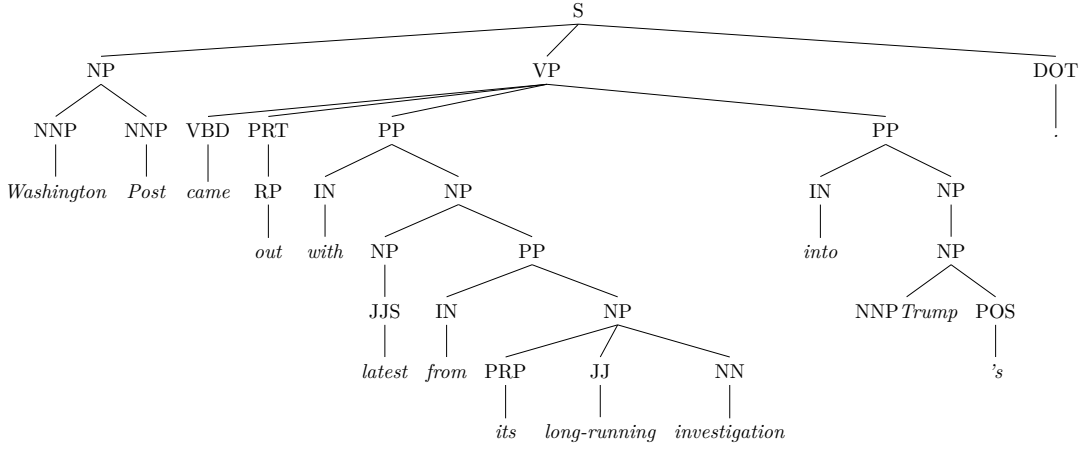 S
NP VP DOT
NNP NNP VBD PRT PP PP .
Washington Post came RP IN NP IN NP
out with NP PP into NP
JJS IN NP NNP Trump POS
latest from PRP JJ NN 's
its long-running investigation